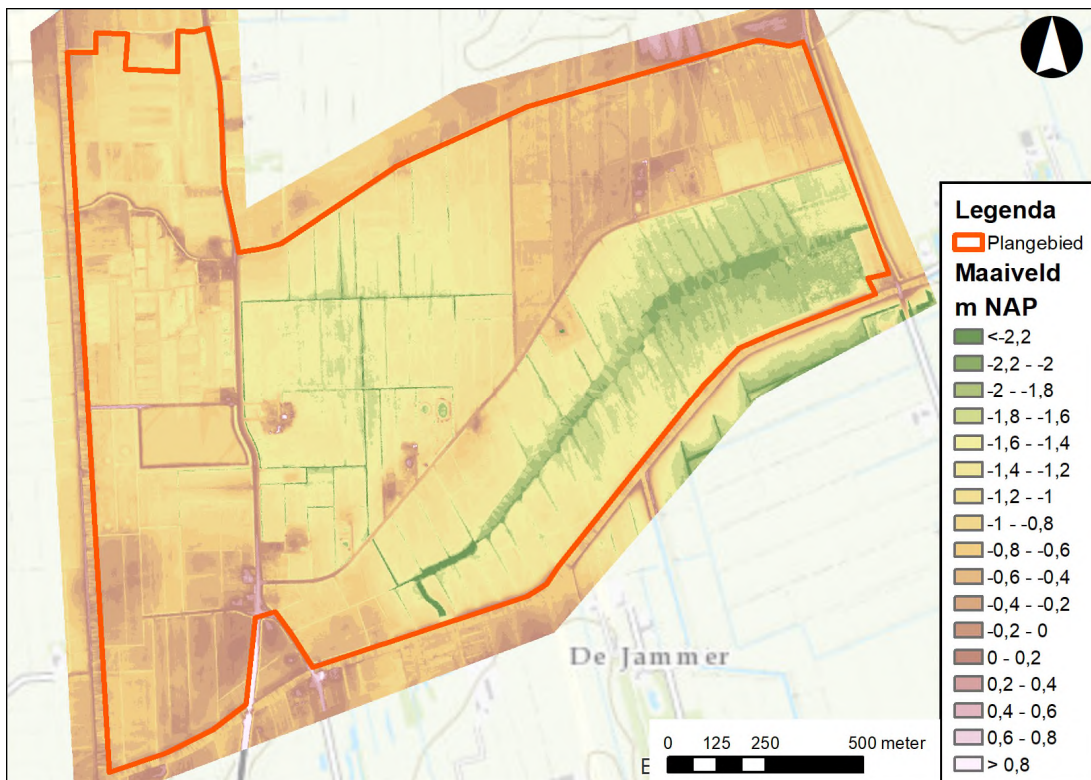 Legenda
Plangebied
Maaiveld
m NAP
<-2,2
-2,2 - -2
-2 - -1,8
-1,8 - -1,6
-1,6 - -1,4
-1,4 - -1,2
-1,2 - -1
-1 - -0,8
-0,8 - -0,6
-0,6 - -0,4
-0,4 - -0,2
-0,2 - 0
0 - 0,2
0,2 - 0,4
0,4 - 0,6
0,6 - 0,8
> 0,8
De Jammer
0 125 250 500 meter